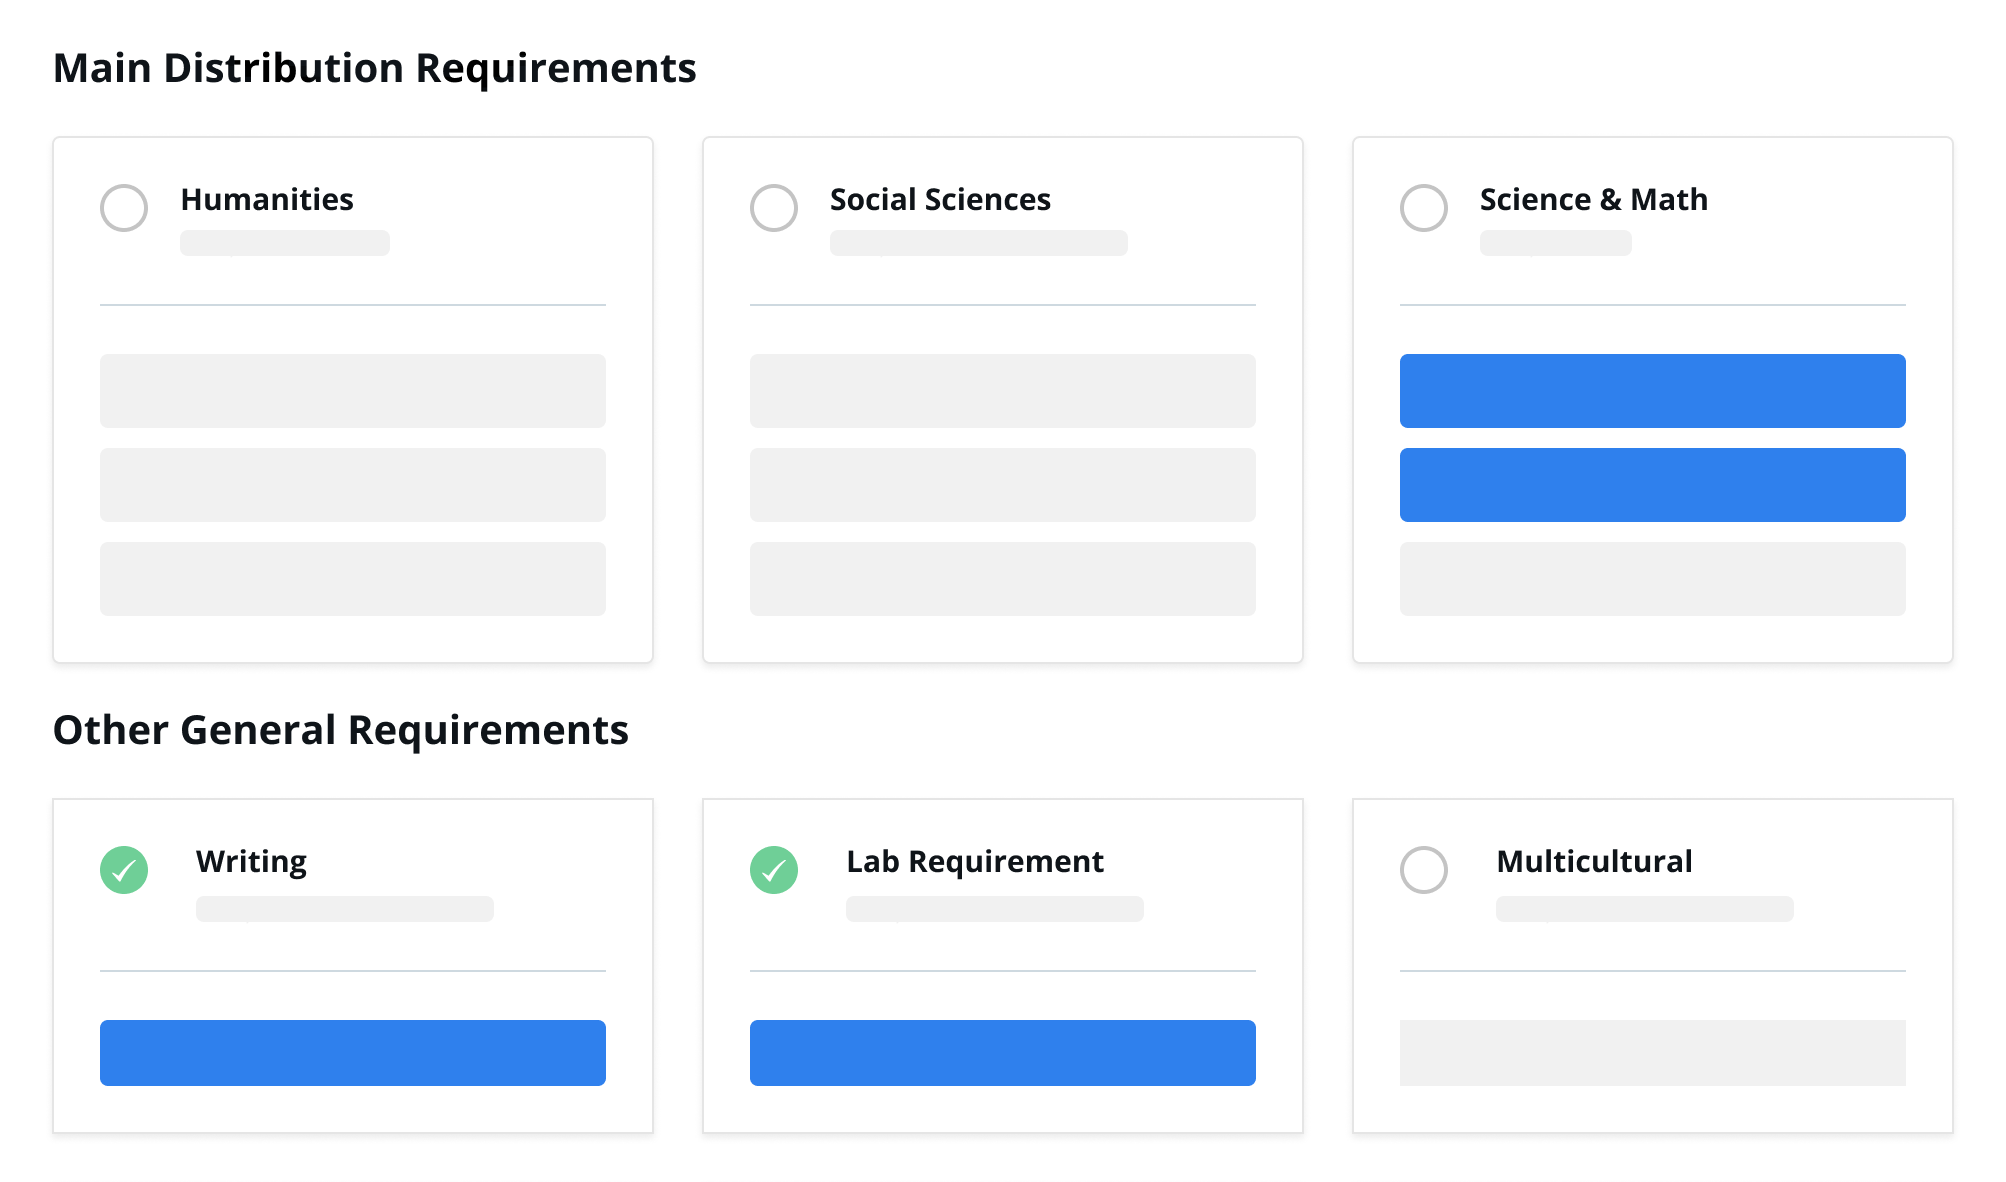 Main Distribution Requirements
Humanities
Social Sciences
Science & Math
Other General Requirements
Writing
Lab Requirement
Multicultural